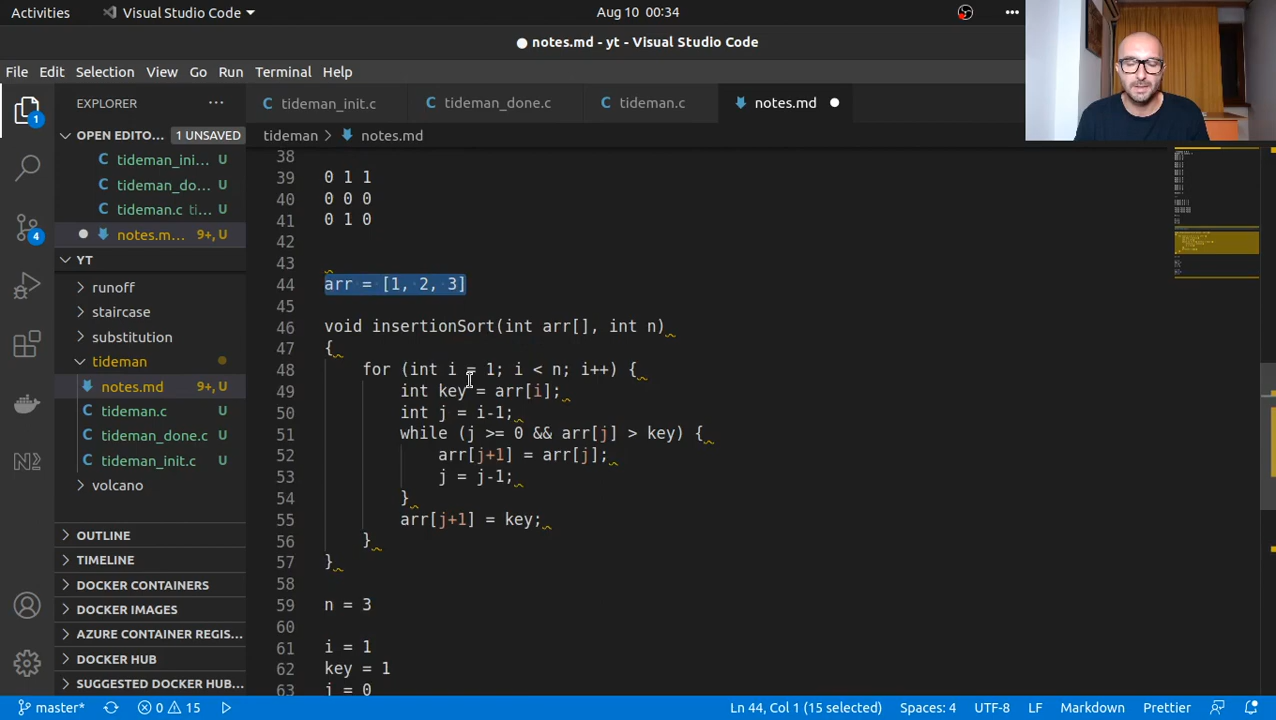 Activities
Visual Studio Code
Aug 10 00:34
notes.md - yt - Visual Studio Code
File Edit Selection View Go Run Terminal Help
EXPLORER
OPEN EDITO... 1 UNSAVED
tideman_ini... U
tideman_do... U
tideman.c ti... U
notes.m... 9+, U
YT
runoff
staircase
substitution
tideman
notes.md 9+, U
tideman.c U
tideman_done.c U
tideman_init.c U
volcano
OUTLINE
TIMELINE
DOCKER CONTAINERS
DOCKER IMAGES
AZURE CONTAINER REGIS...
DOCKER HUB
SUGGESTED DOCKER HUB...
1
4
N2
tideman_init.c
tideman_done.c
tideman.c
notes.md
tideman > notes.md
38
39 0 1 1
40 0 0 0
41 0 1 0
42
43
44 arr = [1, 2, 3]
45
46 void insertionSort(int arr[], int n)
47 {
48 for (int i = 1; i < n; i++) {
49 int key = arr[i];
50 int j = i-1;
51 while (j >= 0 && arr[j] > key) {
52 arr[j+1] = arr[j];
53 j = j-1;
54 }
55 arr[j+1] = key;
56 }
57 }
58
59 n = 3
60
61 i = 1
62 key = 1
63 j = 0
master* 0 15
Ln 44, Col 1 (15 selected) Spaces: 4 UTF-8 LF Markdown Prettier